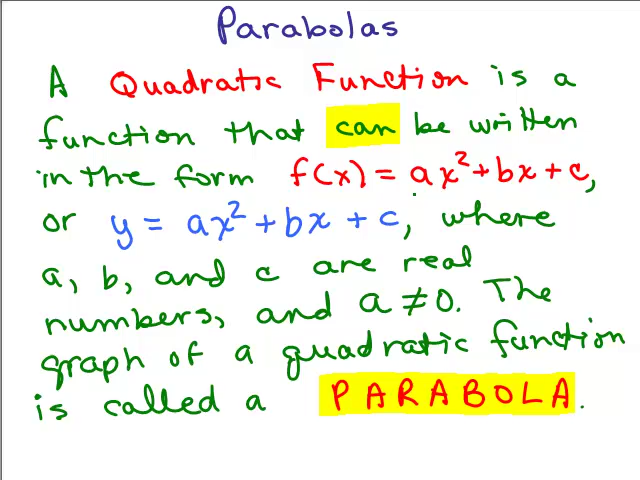 Parabolas
A Quadratic Function is a
function that can be written
in the form f(x) = ax²+bx+c,
or y = ax²+bx+c, where
a, b, and c are real
numbers, and a≠0. The
graph of a quadratic function
is called a PARABOLA.